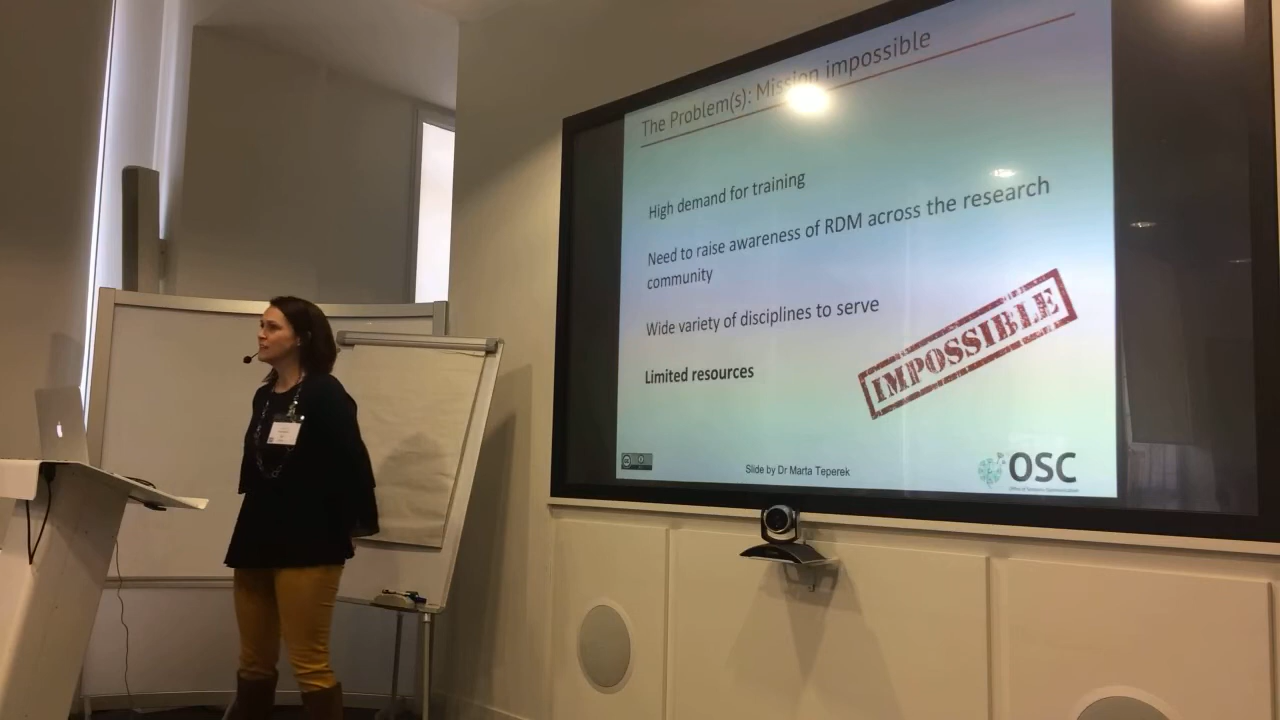 The Problem(s): Mission impossible
High demand for training
Need to raise awareness of RDM across the research
community
Wide variety of disciplines to serve
Limited resources
IMPOSSIBLE
Slide by Dr Marta Teperek
OSC